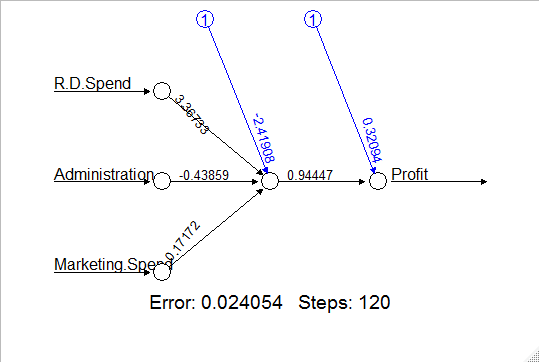 1
1
R.D.Spend
3.36733
-2.41908
0.32094
Administration
-0.43859
0.94447
Profit
0.17172
Marketing.Spend
Error: 0.024054 Steps: 120